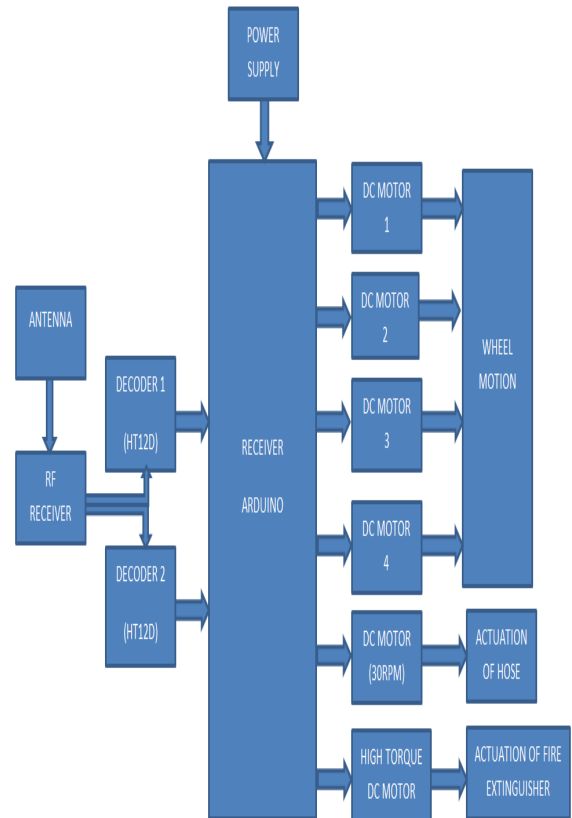 POWER
SUPPLY
ANTENNA
RF
RECEIVER
DECODER 1
(HT12D)
DECODER 2
(HT12D)
RECEIVER
ARDUINO
DC MOTOR
1
DC MOTOR
2
DC MOTOR
3
DC MOTOR
4
DC MOTOR
(30RPM)
HIGH TORQUE
DC MOTOR
WHEEL
MOTION
ACTUATION
OF HOSE
ACTUATION OF FIRE
EXTINGUISHER